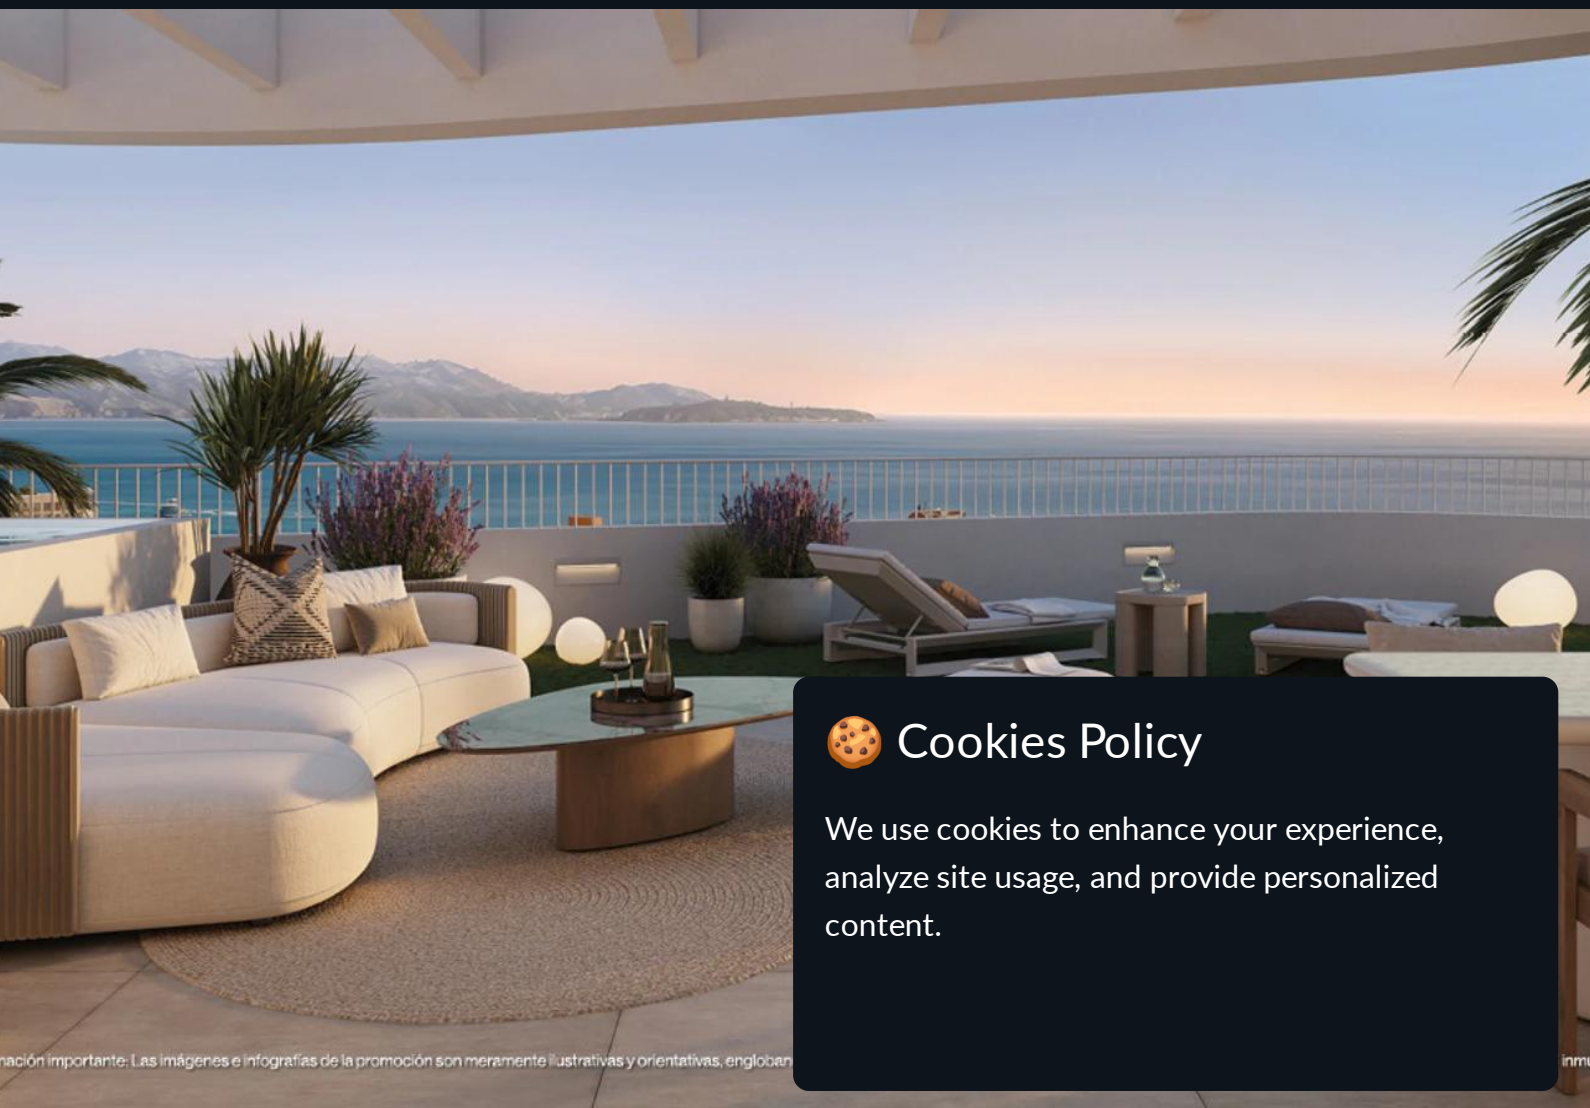 🍪 Cookies Policy
We use cookies to enhance your experience,
analyze site usage, and provide personalized
content.
importante: Las imágenes e infografías de la promoción son meramente ilustrativas y orientativas, engloban